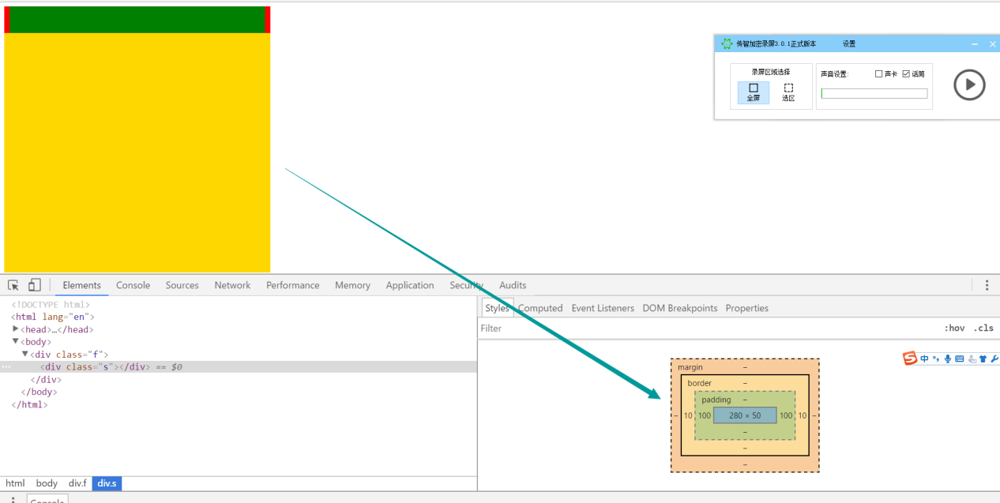 传智加密录屏3.0.1正式版本 设置
录屏区域选择
全屏 选区
声音设置: 声卡 话筒
Elements Console Sources Network Performance Memory Application Security Audits
<!DOCTYPE html>
<html lang="en">
<head>…</head>
<body>
<div class="f">
<div class="s"></div> == $0
</div>
</body>
</html>
html body div.f div.s
Styles Computed Event Listeners DOM Breakpoints Properties
Filter :hov .cls
中
margin –
border –
padding –
– 10 100 280 × 50 100 10 –
–
–
–
Console